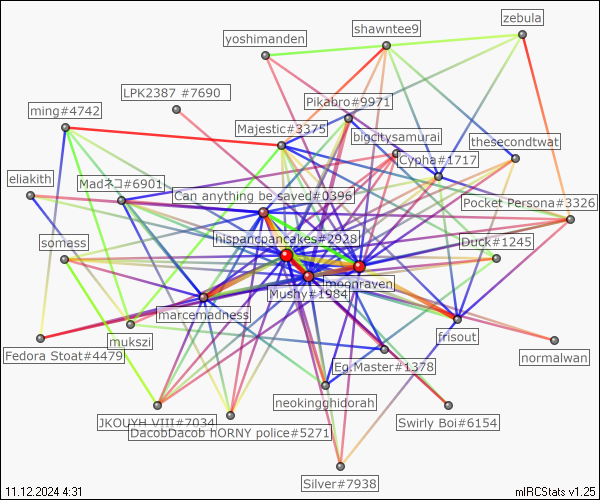 zebula
shawntee9
yoshimanden
LPK2387 #7690
Pikabro#9971
ming#4742
Majestic#3375
bigcitysamurai
thesecondtwat
Cypha#1717
eliakith
Madネコ#6901
Can anything be saved#0396
Pocket Persona#3326
hispancpancakes#2928
somass
Duck#1245
moonraven
Mushy#1984
marcemadness
mukszi
frisout
Fedora Stoat#4479
normalwan
Eg.Master#1378
neokingghidorah
JKOUYH VIII#7034
Swirly Boi#6154
DacobDacob hORNY police#5271
Silver#7938
11.12.2024 4:31
mIRCStats v1.25